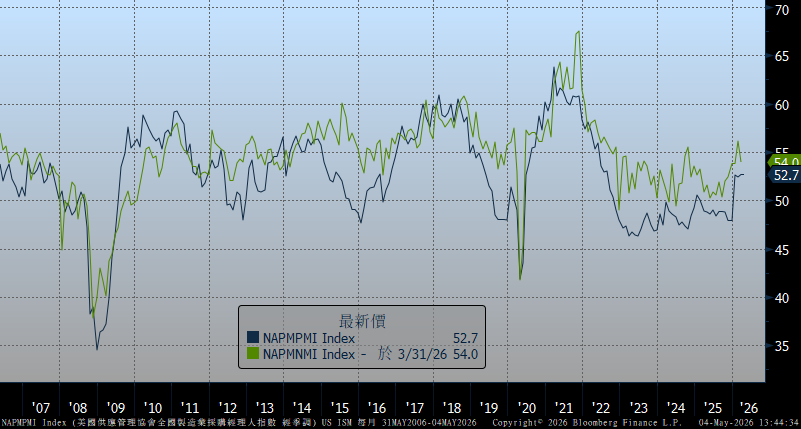 70
65
60
55
54.0
52.7
50
45
40
35
最新價
NAPMPMI Index 52.7
NAPMNMI Index - 於 3/31/26 54.0
'07 '08 '09 '10 '11 '12 '13 '14 '15 '16 '17 '18 '19 '20 '21 '22 '23 '24 '25 '26
NAPMPMI Index (美國供應管理協會全國製造業採購經理人指數 經季調) US ISM 每月 31MAY2006-04MAY2026 Copyright© 2026 Bloomberg Finance L.P. 04-May-2026 13:44:34